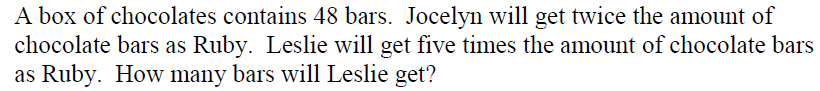 A box of chocolates contains 48 bars.  Jocelyn will get twice the amount of
chocolate bars as Ruby.  Leslie will get five times the amount of chocolate bars
as Ruby.  How many bars will Leslie get?